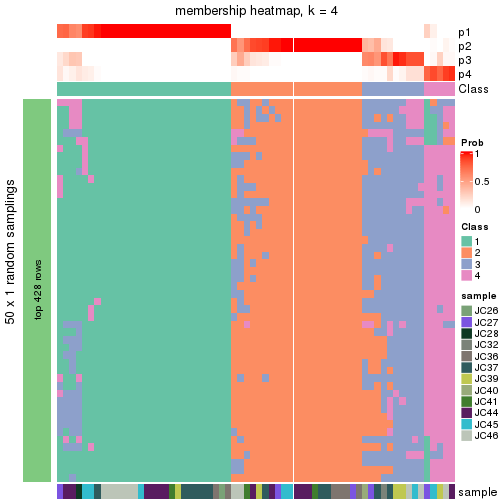 membership heatmap, k = 4
p1
p2
p3
p4
Class
50 x 1 random samplings
top 428 rows
Prob
1
0.5
0
Class
1
2
3
4
sample
JC26
JC27
JC28
JC32
JC36
JC37
JC39
JC40
JC41
JC44
JC45
JC46
sample